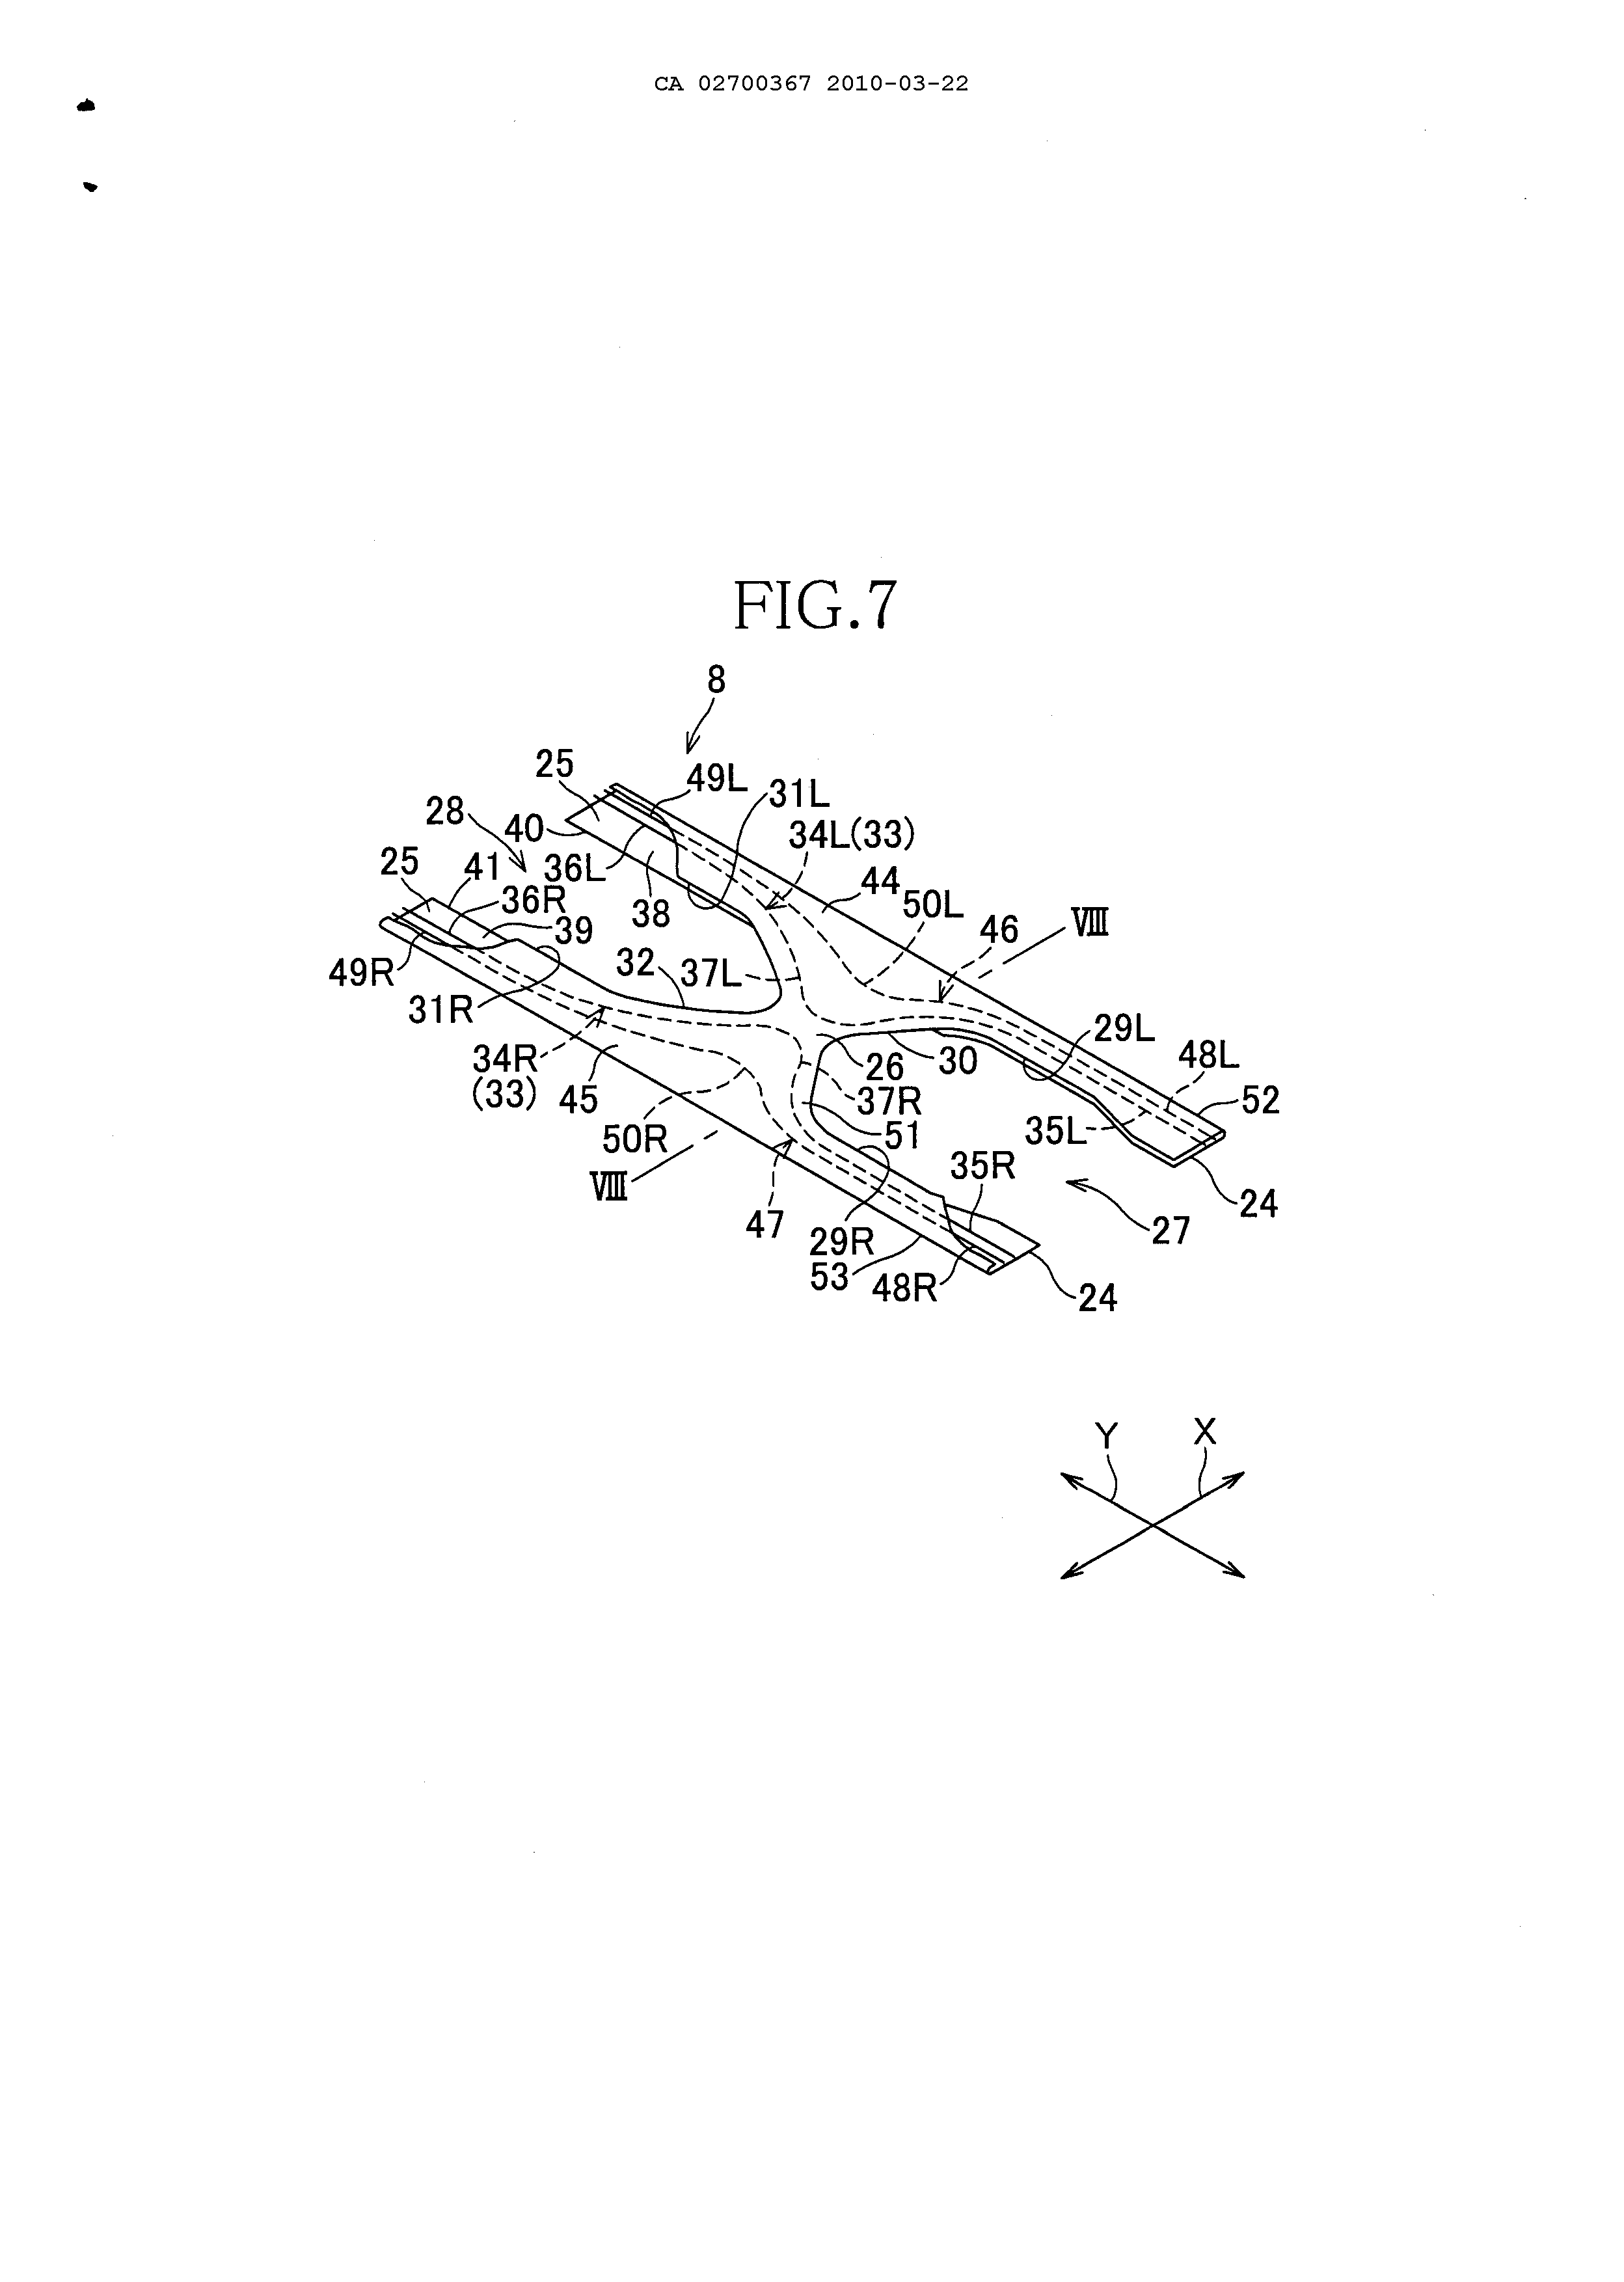 CA 02700367 2010-03-22
FIG.7
8
25
49L
31L
28
40
34L(33)
25
41
36L
44
36R
38
50L
46
VIII
39
32
37L
49R
31R
29L
48L
34R
(33)
26
30
45
37R
52
51
35L
50R
35R
VIII
24
47
27
29R
53
48R
24
Y
X